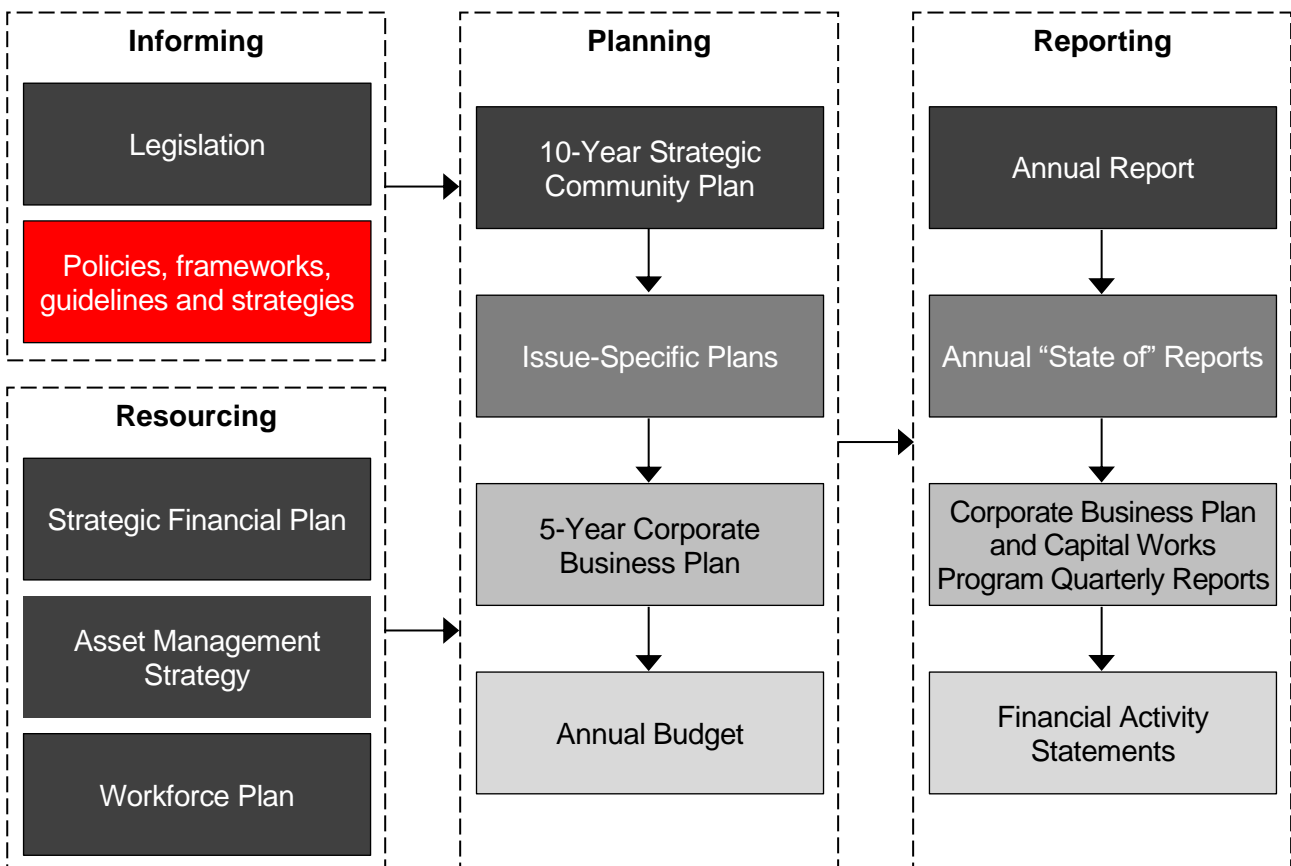 Informing
Legislation
Policies, frameworks,
guidelines and strategies
Resourcing
Strategic Financial Plan
Asset Management
Strategy
Workforce Plan
Planning
10-Year Strategic
Community Plan
Issue-Specific Plans
5-Year Corporate
Business Plan
Annual Budget
Reporting
Annual Report
Annual “State of” Reports
Corporate Business Plan
and Capital Works
Program Quarterly Reports
Financial Activity
Statements